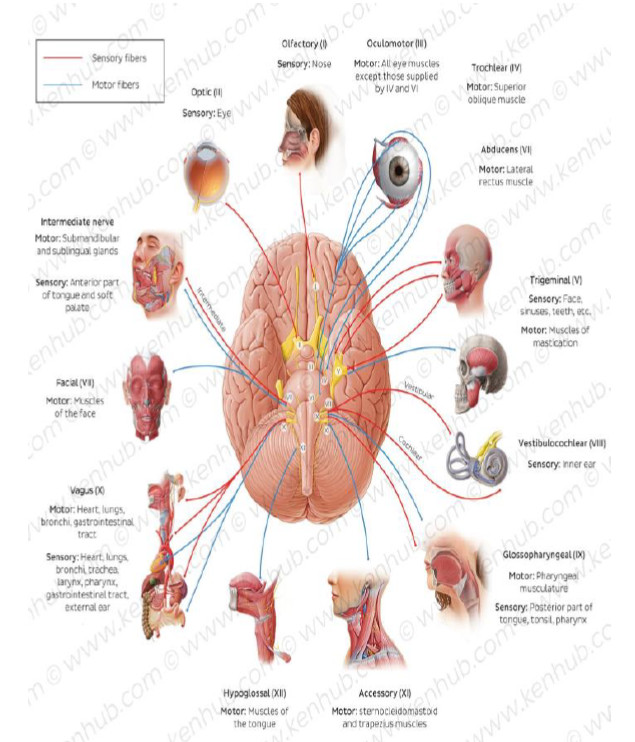 Sensory fibers
Motor fibers
Olfactory (I)
Sensory: Nose
Oculomotor (III)
Motor: All eye muscles
except those supplied
by IV and VI
Trochlear (IV)
Motor: Superior
oblique muscle
Optic (II)
Sensory: Eye
Abducens (VI)
Motor: Lateral
rectus muscle
Intermediate nerve
Motor: Submandibular
and sublingual glands
Sensory: Anterior part
of tongue and soft
palate
Intermediate
Trigeminal (V)
Sensory: Face,
sinuses, teeth, etc.
Motor: Muscles of
mastication
Facial (VII)
Motor: Muscles
of the face
Vestibular
Cochlear
Vestibulocochlear (VIII)
Sensory: Inner ear
Vagus (X)
Motor: Heart, lungs,
bronchi, gastrointestinal
tract
Sensory: Heart, lungs,
bronchi, trachea,
larynx, pharynx,
gastrointestinal tract,
external ear
Glossopharyngeal (IX)
Motor: Pharyngeal
musculature
Sensory: Posterior part of
tongue, tonsil, pharynx
Hypoglossal (XII)
Motor: Muscles of
the tongue
Accessory (XI)
Motor: sternocleidomastoid
and trapezius muscles
© www.kenhub.com